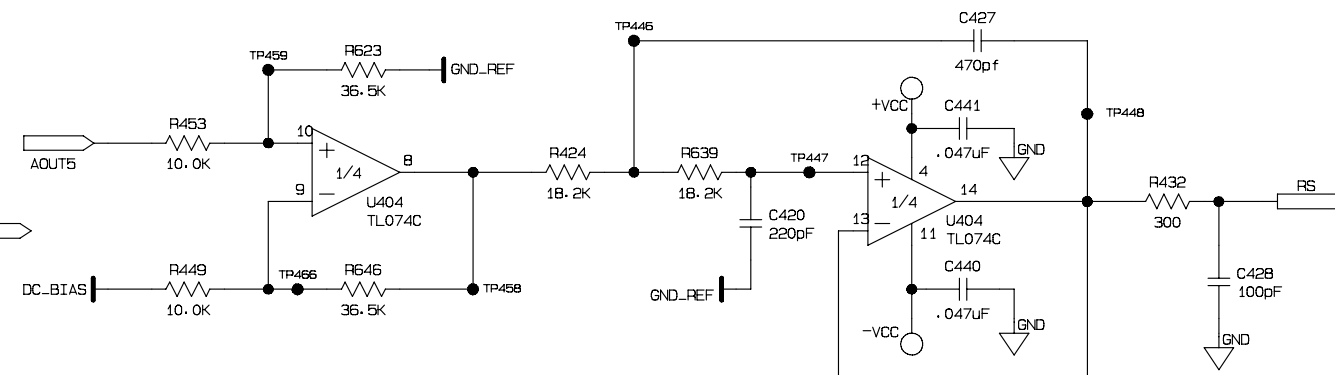 C427
TP446
470pf
TP459
R623
GND_REF
36.5K
+VCC
C441
TP448
.047uF
GND
R453
10
AOUT5
10.0K
+
8
1/4
9
−
U404
TL074C
R424
18.2K
R639
18.2K
TP447
12
+
4
1/4
14
13
−
U404
TL074C
11
R432
300
RS
C420
220pF
R449
TP466
R646
DC_BIAS
TP458
10.0K
36.5K
GND_REF
C440
.047uF
GND
-VCC
C428
100pF
GND